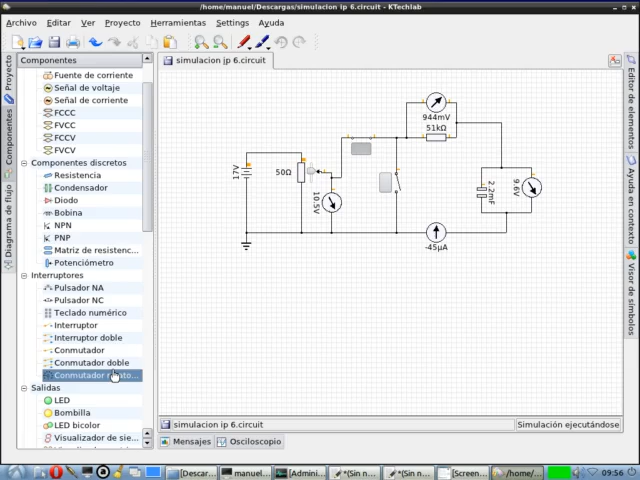 /home/manuel/Descargas/simulacion ip 6.circuit - KTechlab
Archivo Editar Ver Proyecto Herramientas Settings Ayuda
Componentes
simulacion ip 6.circuit
Proyecto
Componentes
Diagrama de flujo
Fuente de corriente
Señal de voltaje
Señal de corriente
FCCC
FVCC
FCCV
FVCV
Componentes discretos
Resistencia
Condensador
Diodo
Bobina
NPN
PNP
Matriz de resistenc...
Potenciómetro
Interruptores
Pulsador NA
Pulsador NC
Teclado numérico
Interruptor
Interruptor doble
Conmutador
Conmutador doble
Salidas
LED
Bombilla
LED bicolor
Visualizador de sie...
944mV
51kΩ
17V
50Ω
10.5V
2.2mF
9.6V
-45µA
Editor de elementos
Ayuda en contexto
Visor de símbolos
simulacion ip 6.circuit
Simulación ejecutándose
Mensajes Osciloscopio
[Descar... manuel... [Admini... *(Sin n... *(Sin n... [Screen... /home/... 09:56